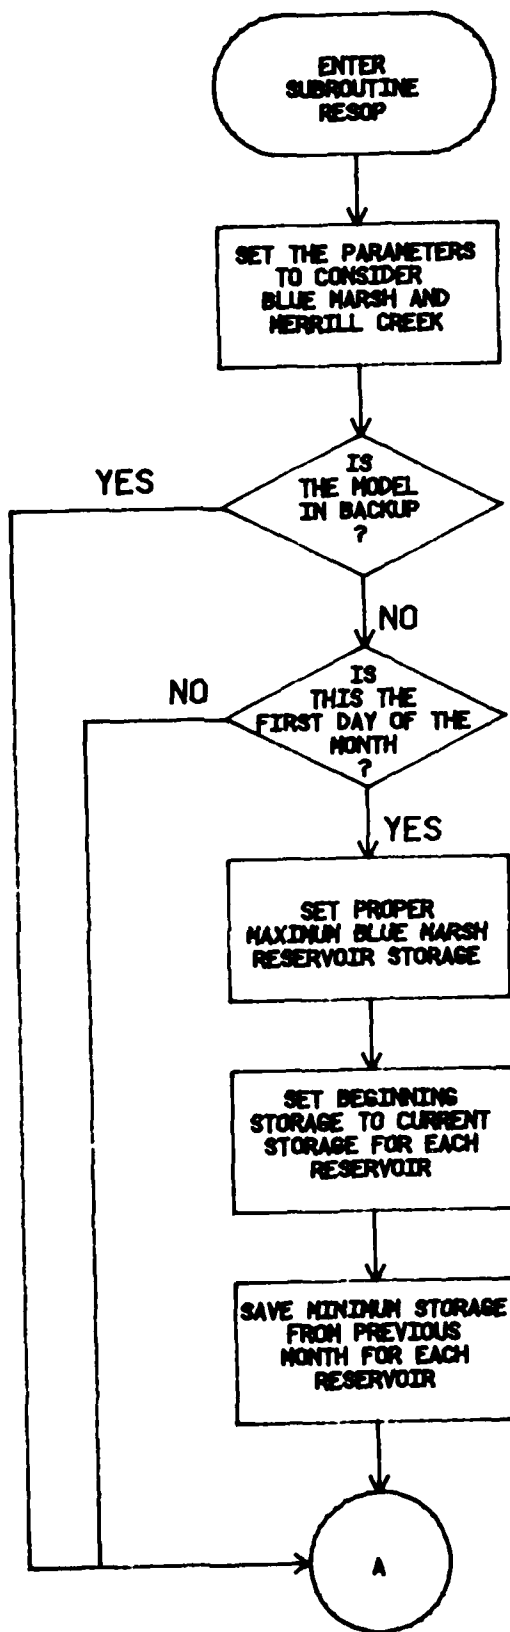 ENTER
SUBROUTINE
RESOP
SET THE PARAMETERS
TO CONSIDER
BLUE MARSH AND
MERRILL CREEK
IS
THE MODEL
IN BACKUP
?
YES
NO
IS
THIS THE
FIRST DAY OF THE
MONTH
?
NO
YES
SET PROPER
MAXIMUM BLUE MARSH
RESERVOIR STORAGE
SET BEGINNING
STORAGE TO CURRENT
STORAGE FOR EACH
RESERVOIR
SAVE MINIMUM STORAGE
FROM PREVIOUS
MONTH FOR EACH
RESERVOIR
A